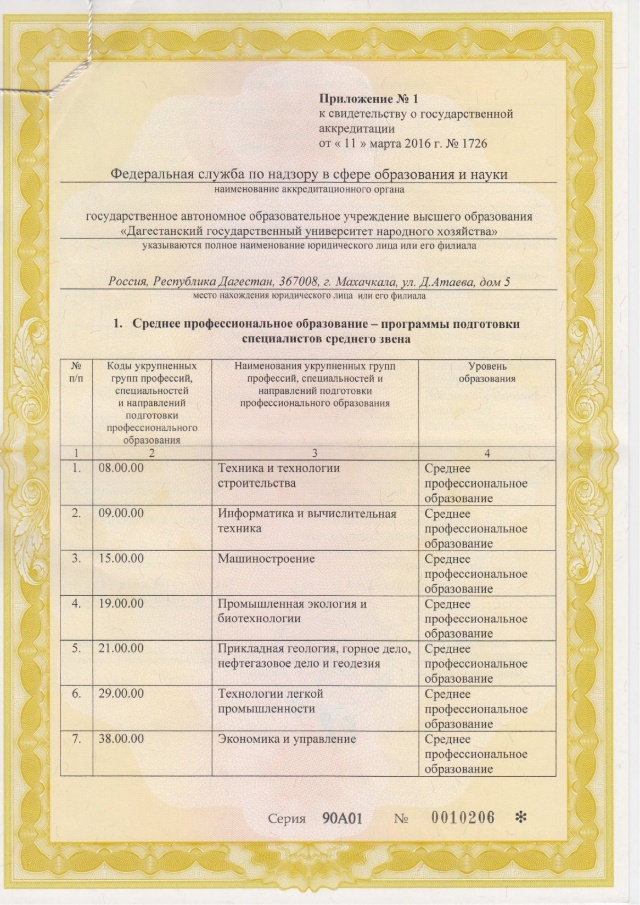 Приложение № 1
к свидетельству о государственной
аккредитации
от « 11 » марта 2016 г. № 1726
Федеральная служба по надзору в сфере образования и науки
наименование аккредитационного органа
государственное автономное образовательное учреждение высшего образования
«Дагестанский государственный университет народного хозяйства»
указываются полное наименование юридического лица или его филиала
Россия, Республика Дагестан, 367008, г. Махачкала, ул. Д.Атаева, дом 5
место нахождения юридического лица или его филиала
1. Среднее профессиональное образование – программы подготовки
специалистов среднего звена
№
п/п
Коды укрупненных
групп профессий,
специальностей
и направлений
подготовки
профессионального
образования
Наименования укрупненных групп
профессий, специальностей и
направлений подготовки
профессионального образования
Уровень
образования
1 2 3 4
1. 08.00.00 Техника и технологии
строительства
Среднее
профессиональное
образование
2. 09.00.00 Информатика и вычислительная
техника
Среднее
профессиональное
образование
3. 15.00.00 Машиностроение
Среднее
профессиональное
образование
4. 19.00.00 Промышленная экология и
биотехнологии
Среднее
профессиональное
образование
5. 21.00.00 Прикладная геология, горное дело,
нефтегазовое дело и геодезия
Среднее
профессиональное
образование
6. 29.00.00 Технологии легкой
промышленности
Среднее
профессиональное
образование
7. 38.00.00 Экономика и управление
Среднее
профессиональное
образование
Серия 90А01 № 0010206 *